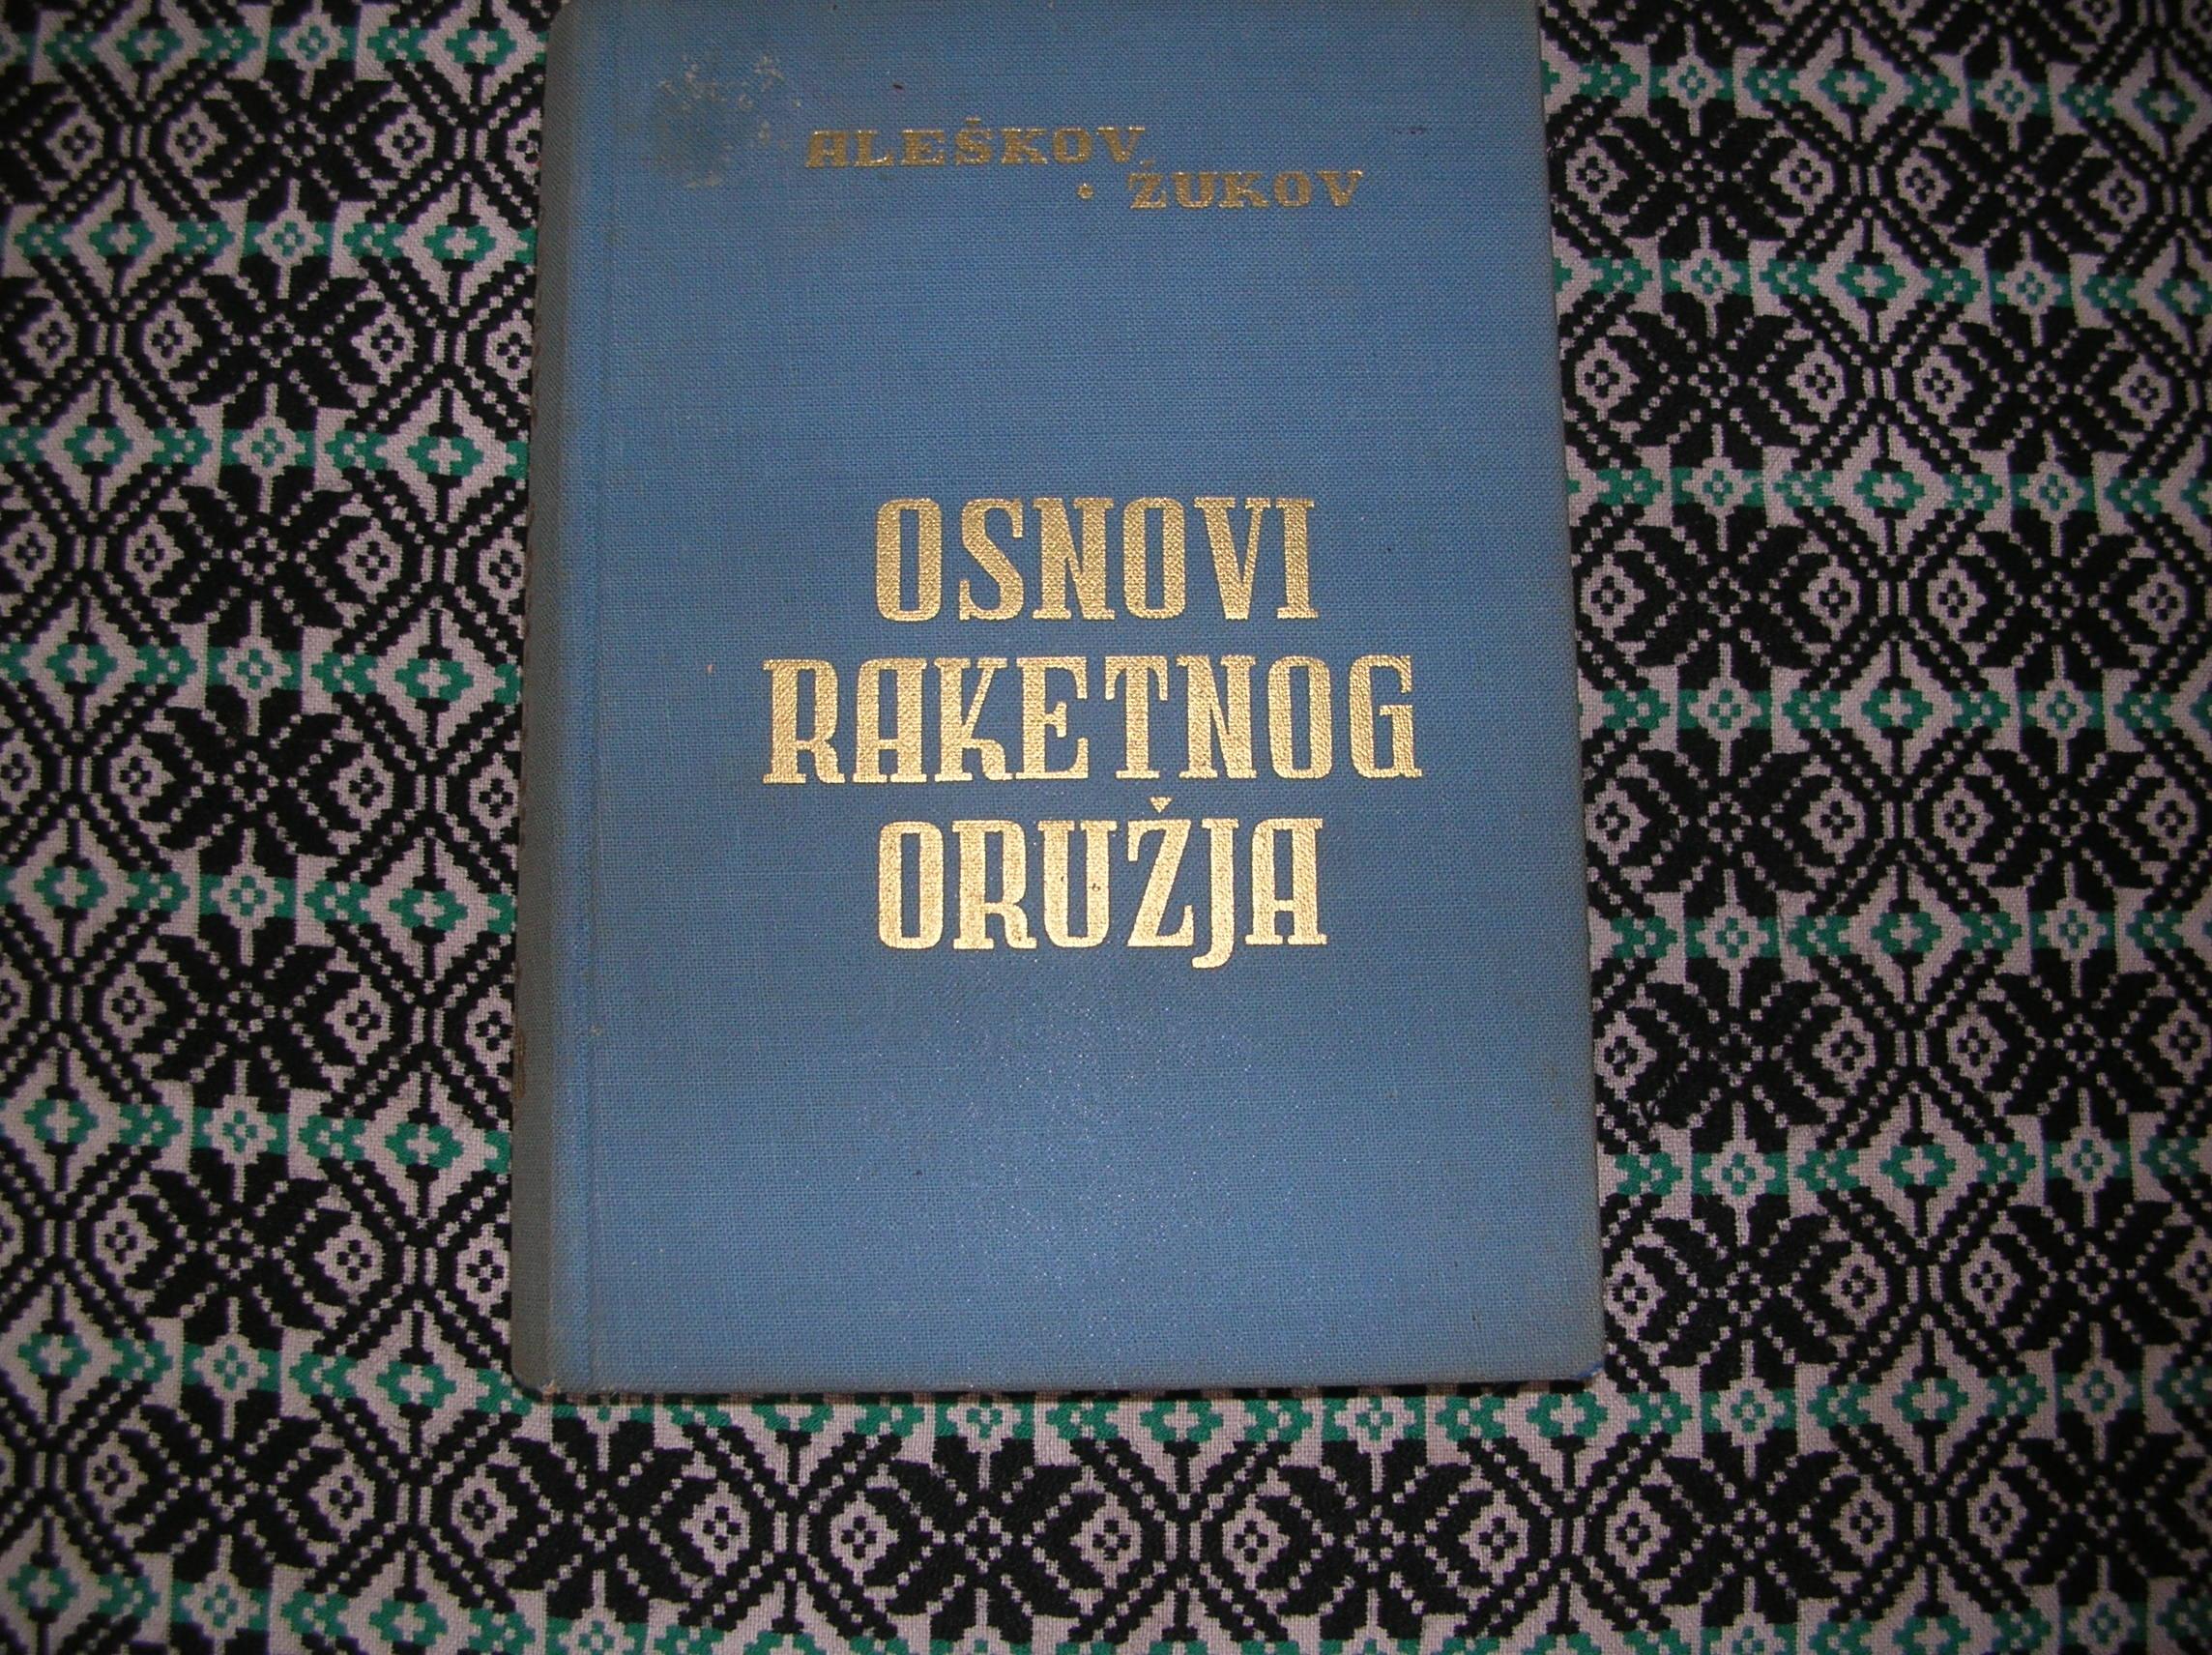 ALEŠKOV
• ŽUKOV
OSNOVI
RAKETNOG
ORUŽJA